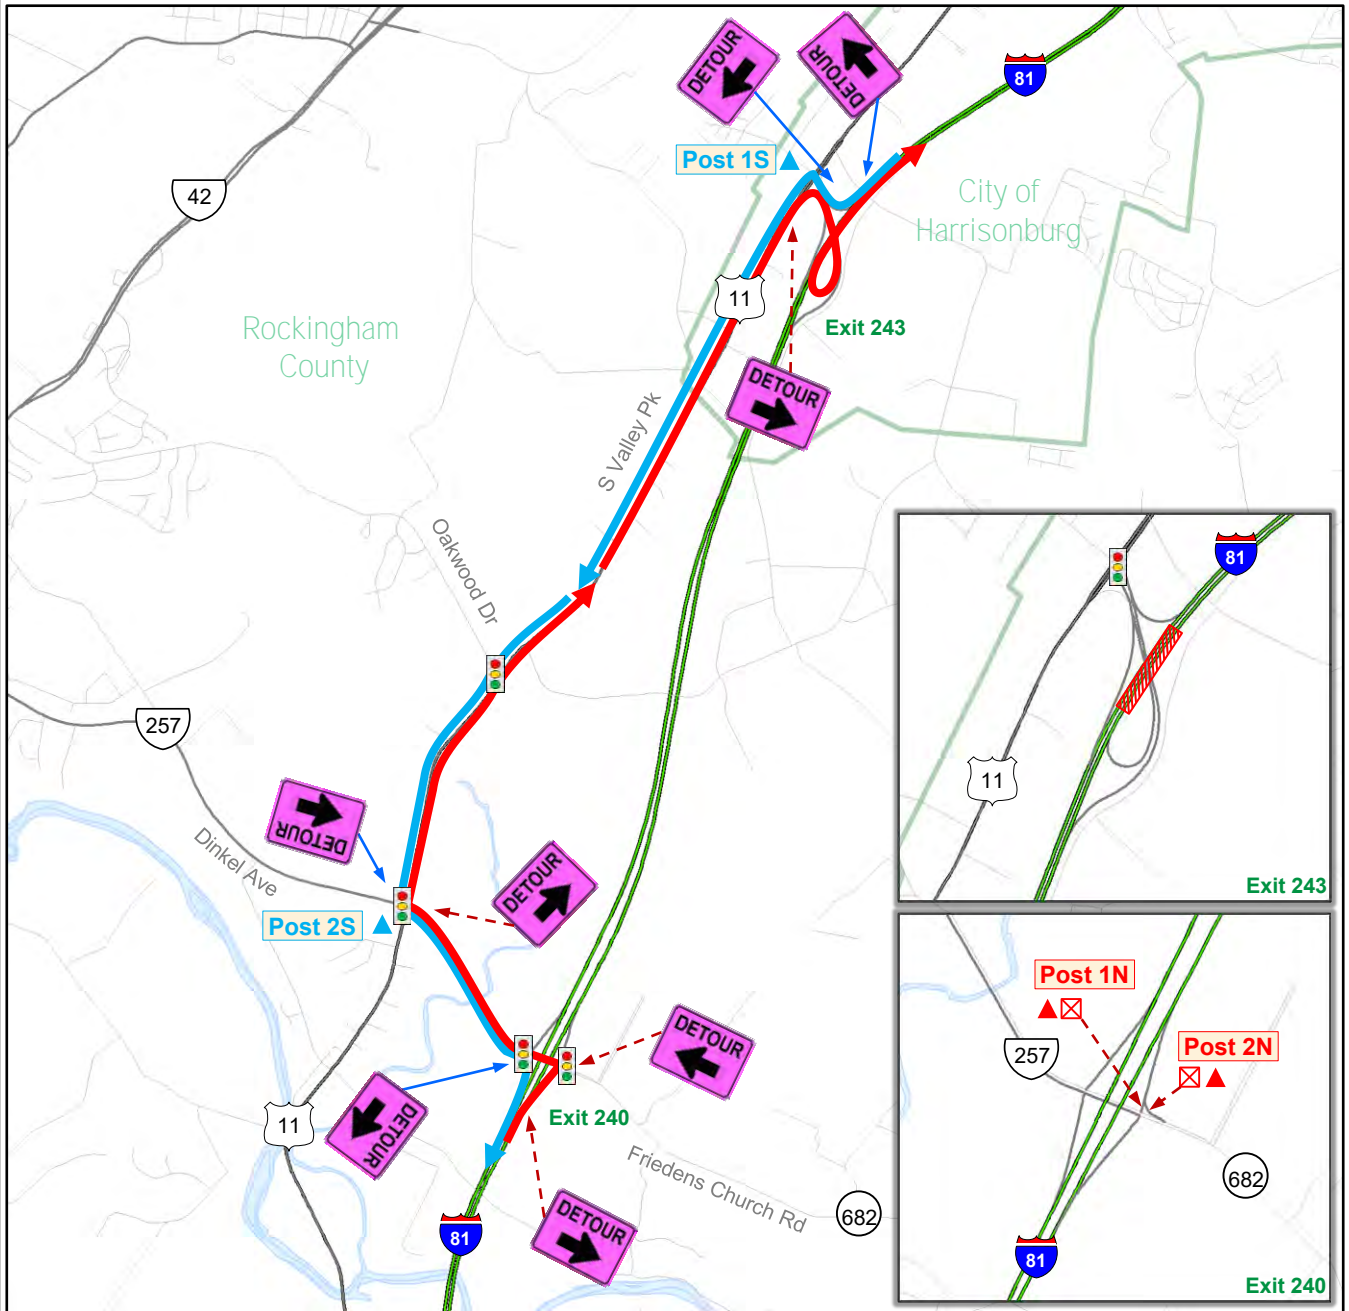 DETOUR
DETOUR
81
Post 1S
42
City of
Harrisonburg
11
Rockingham
County
Exit 243
DETOUR
S Valley Pk
Oakwood Dr
81
11
Exit 243
257
DETOUR
Dinkel Ave
DETOUR
Post 2S
Post 1N
257
Post 2N
DETOUR
DETOUR
11
Exit 240
Friedens Church Rd
682
682
DETOUR
81
81
Exit 240